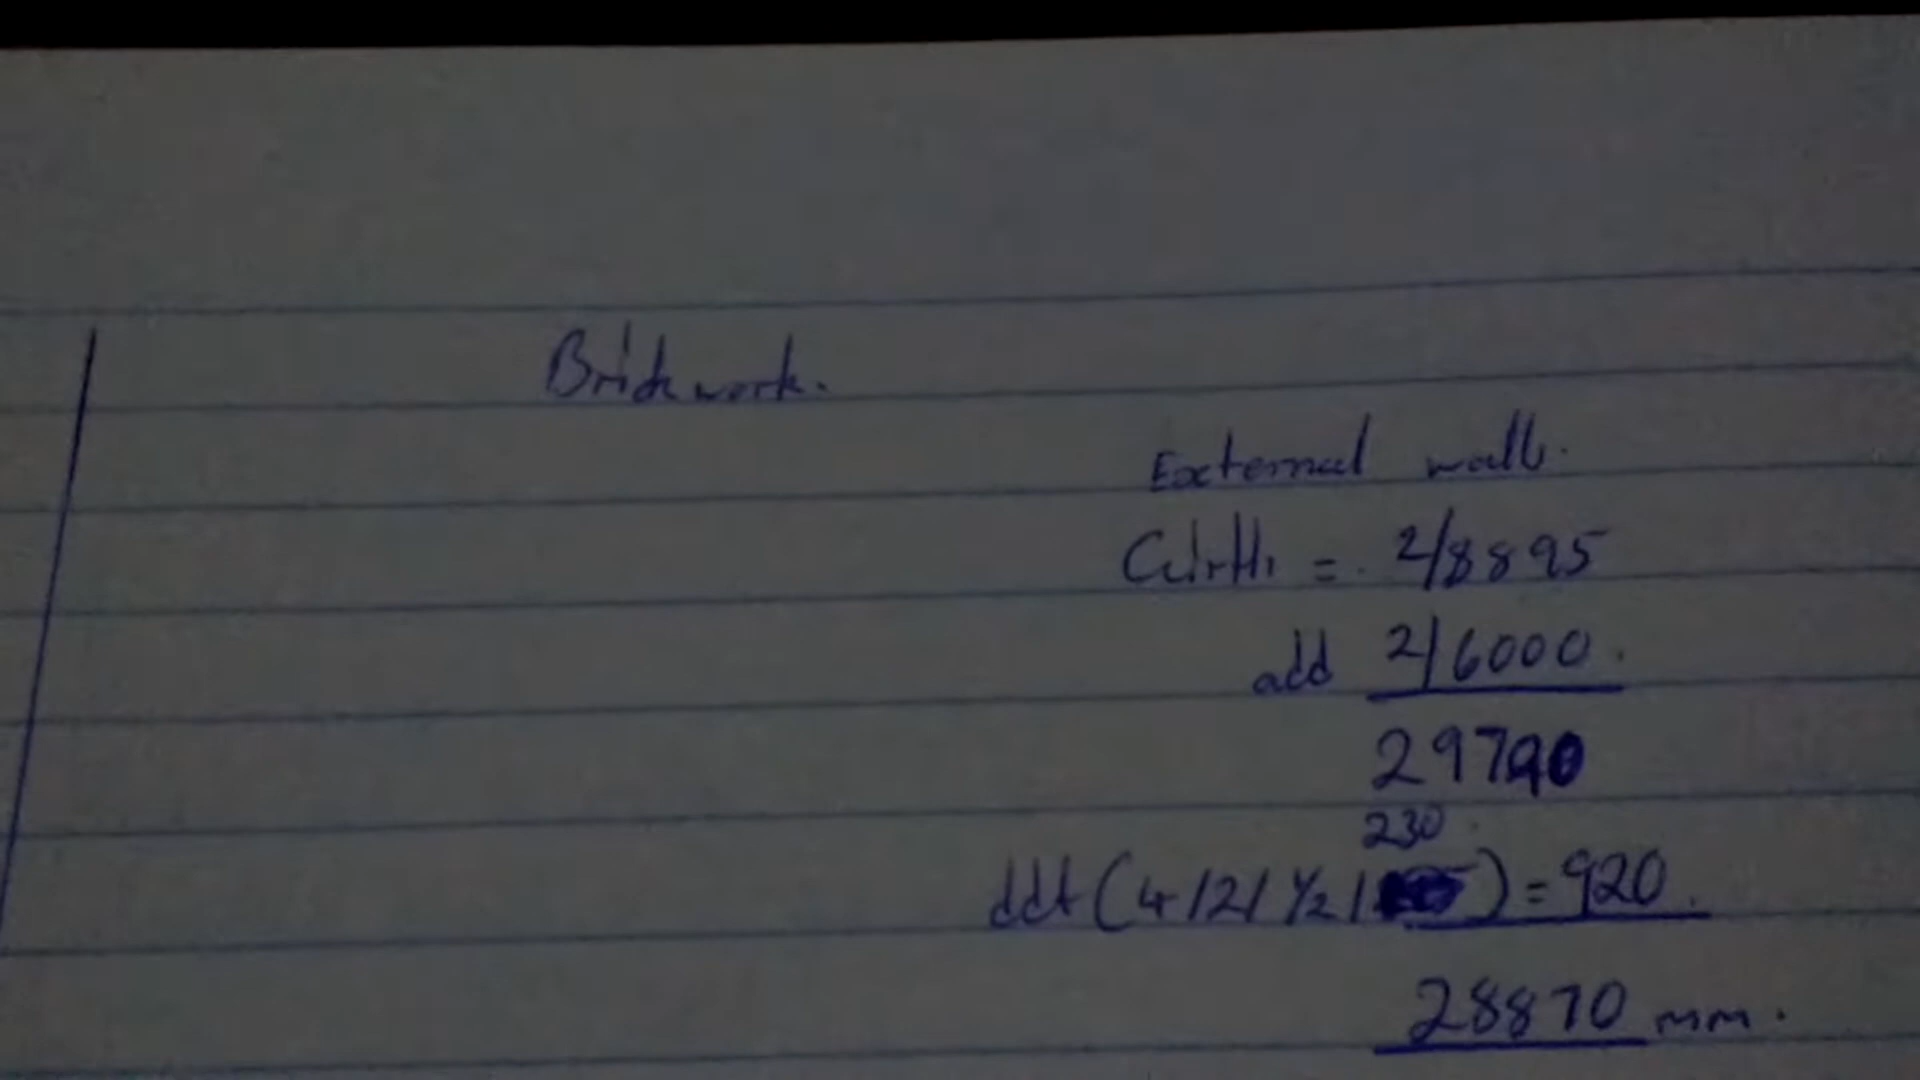 Brickwork.
External wall.
Girth = 2/8895
add 2/6000.
29790
230
ddt (4/2/½/ ) = 920.
28870 mm.